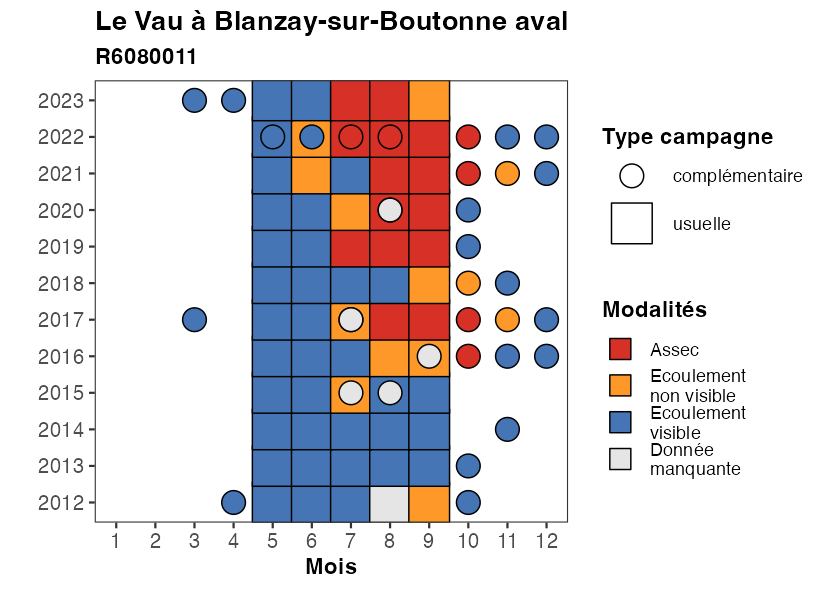 Le Vau à Blanzay-sur-Boutonne aval
R6080011
2023
2022
2021
2020
2019
2018
2017
2016
2015
2014
2013
2012
1 2 3 4 5 6 7 8 9 10 11 12
Mois
Type campagne
complémentaire
usuelle
Modalités
Assec
Ecoulement
non visible
Ecoulement
visible
Donnée
manquante